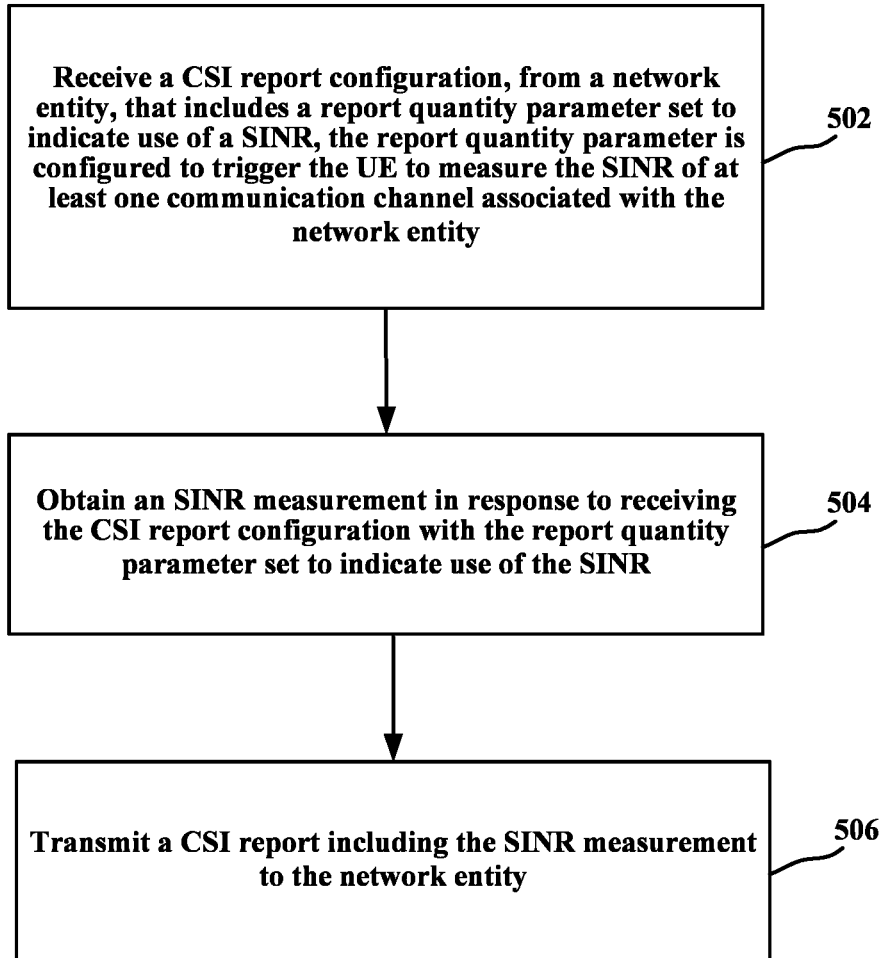 Receive a CSI report configuration, from a network
entity, that includes a report quantity parameter set to
indicate use of a SINR, the report quantity parameter is
configured to trigger the UE to measure the SINR of at
least one communication channel associated with the
network entity
502
Obtain an SINR measurement in response to receiving
the CSI report configuration with the report quantity
parameter set to indicate use of the SINR
504
Transmit a CSI report including the SINR measurement
to the network entity
506